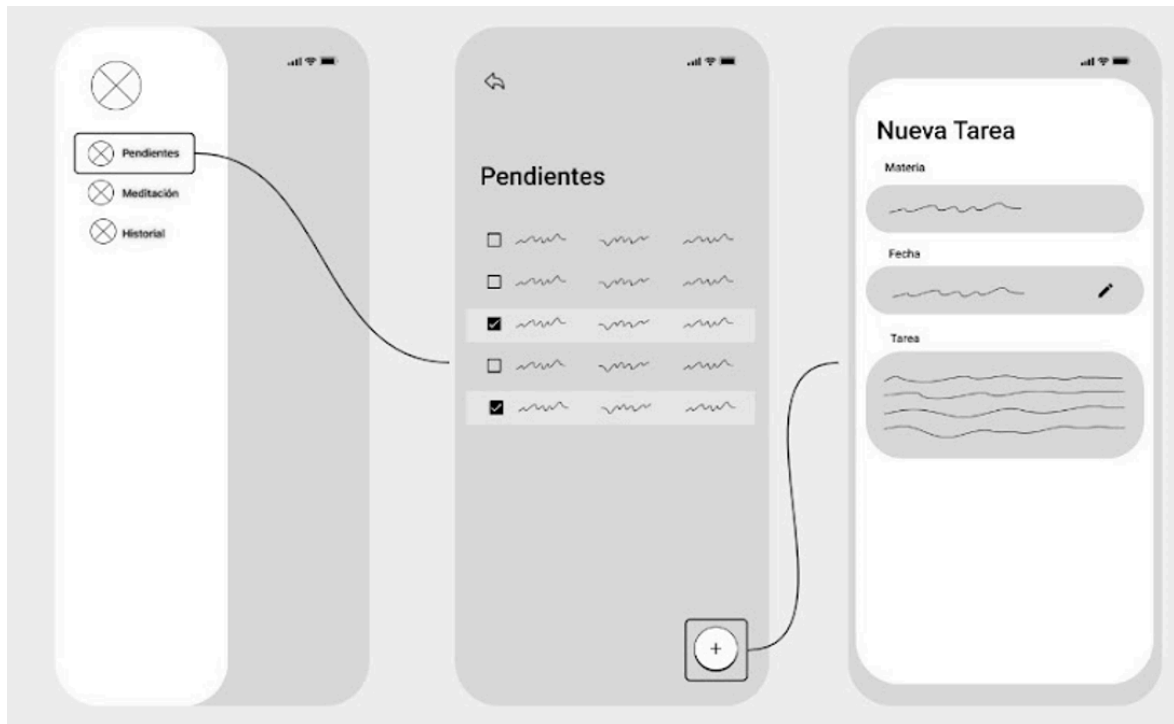 Pendientes
Meditación
Historial
Pendientes
Nueva Tarea
Materia
Fecha
Tarea